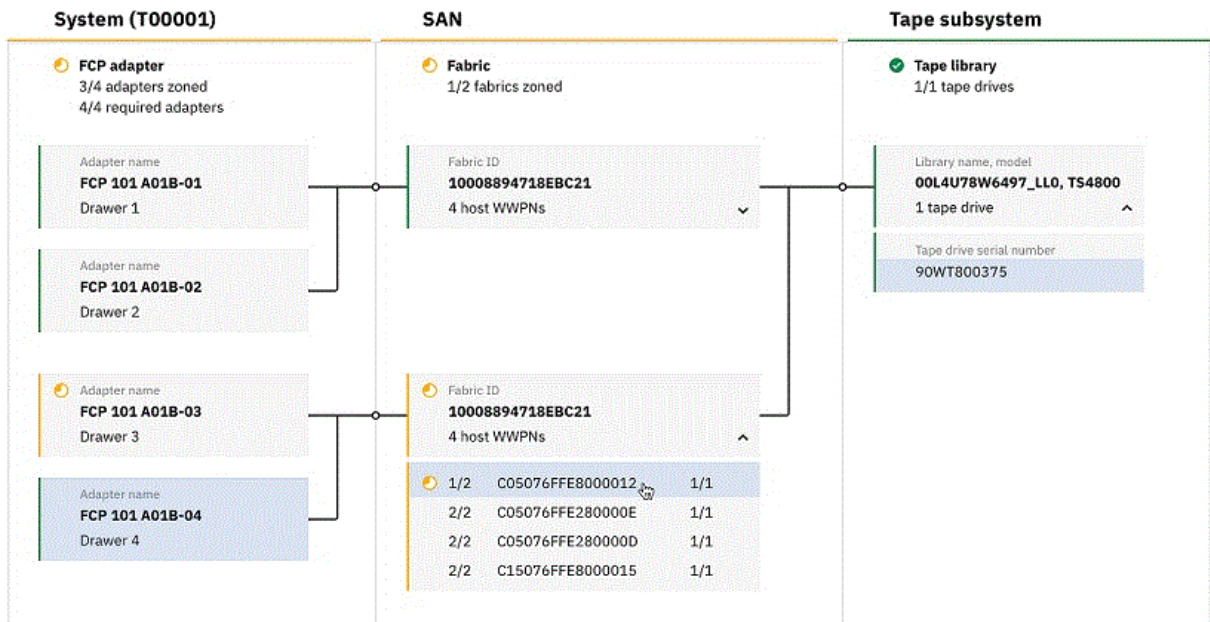 System (T00001)
SAN
Tape subsystem
FCP adapter
3/4 adapters zoned
4/4 required adapters
Fabric
1/2 fabrics zoned
Tape library
1/1 tape drives
Adapter name
FCP 101 A01B-01
Drawer 1
Adapter name
FCP 101 A01B-02
Drawer 2
Adapter name
FCP 101 A01B-03
Drawer 3
Adapter name
FCP 101 A01B-04
Drawer 4
Fabric ID
10008894718EBC21
4 host WWPNs
Fabric ID
10008894718EBC21
4 host WWPNs
1/2 C05076FFE8000012 1/1
2/2 C05076FFE280000E 1/1
2/2 C05076FFE280000D 1/1
2/2 C15076FFE8000015 1/1
Library name, model
00L4U78W6497_LL0, TS4800
1 tape drive
Tape drive serial number
90WT800375